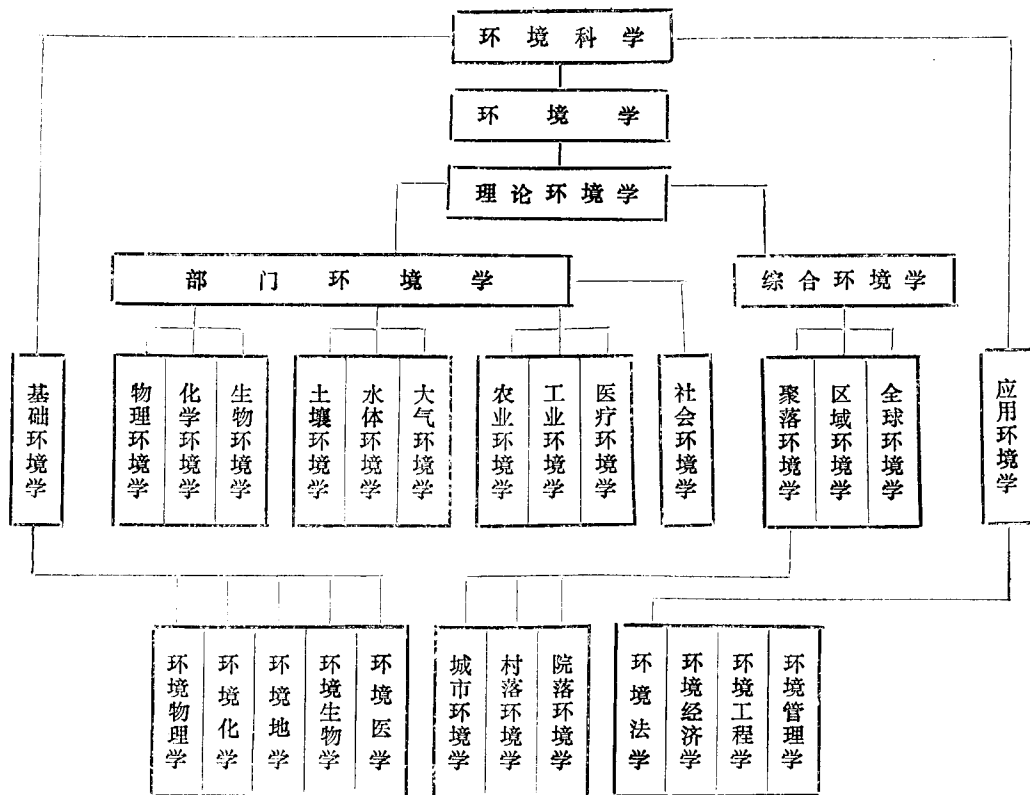 环境科学
环境学
理论环境学
部门环境学
综合环境学
基础环境学
物理环境学
化学环境学
生物环境学
土壤环境学
水体环境学
大气环境学
农业环境学
工业环境学
医疗环境学
社会环境学
聚落环境学
区域环境学
全球环境学
应用环境学
环境物理学
环境化学
环境地学
环境生物学
环境医学
城市环境学
村落环境学
院落环境学
环境法学
环境经济学
环境工程学
环境管理学